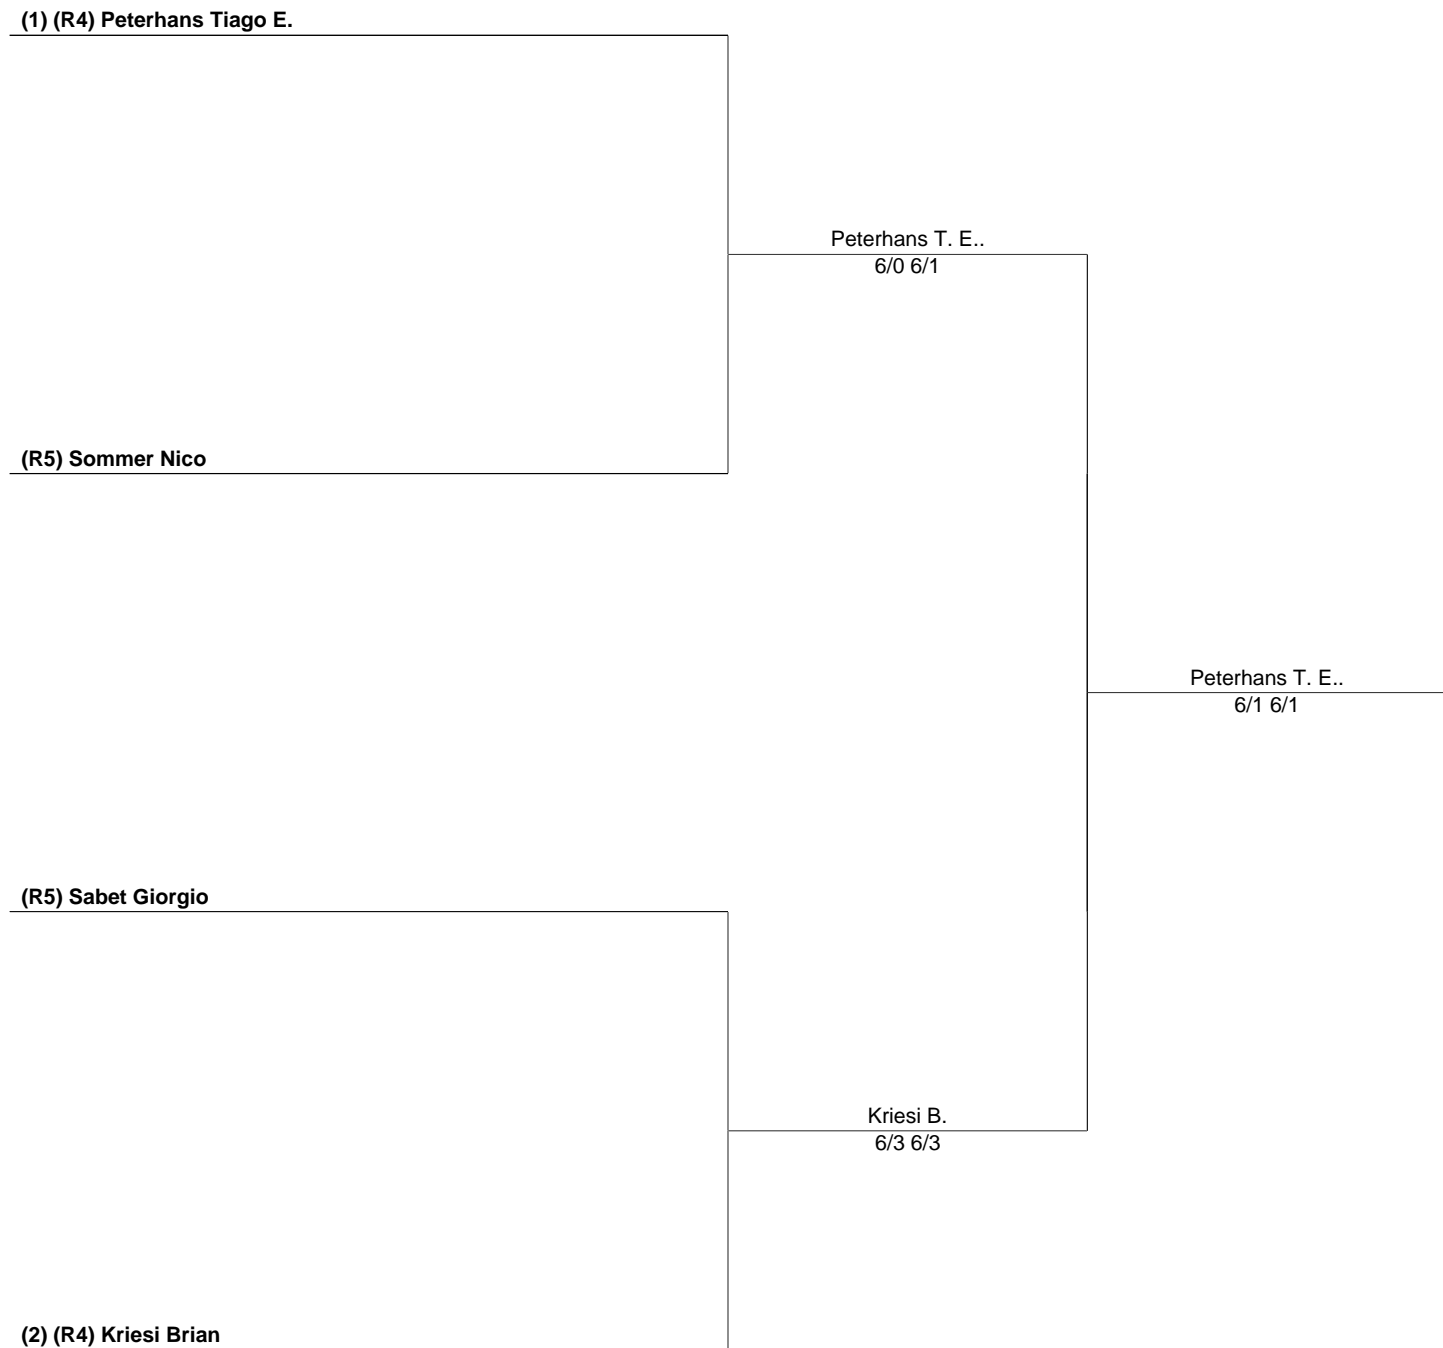 (1) (R4) Peterhans Tiago E.
Peterhans T. E..
6/0 6/1
(R5) Sommer Nico
Peterhans T. E..
6/1 6/1
(R5) Sabet Giorgio
Kriesi B.
6/3 6/3
(2) (R4) Kriesi Brian